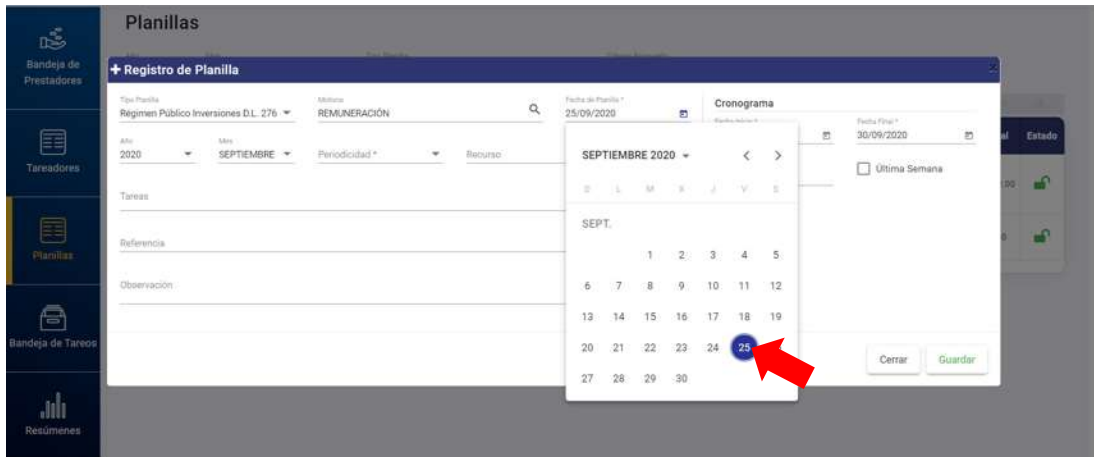 Planillas
Bandeja de
Prestadores
Tareadores
Planillas
Bandeja de Tareos
Resúmenes
+ Registro de Planilla
Tipo Planilla
Régimen Público Inversiones D.L. 276
Motivo
REMUNERACIÓN
Fecha de Planilla *
25/09/2020
Cronograma
Fecha Final *
30/09/2020
Última Semana
Año
2020
Mes
SEPTIEMBRE
Periodicidad *
Recurso
Tareas
Referencia
Observación
SEPTIEMBRE 2020
D L M J V S
SEPT.
1 2 3 4 5
6 7 8 9 10 11 12
13 14 15 16 17 18 19
20 21 22 23 24 25
27 28 29 30
Cerrar Guardar
Estado